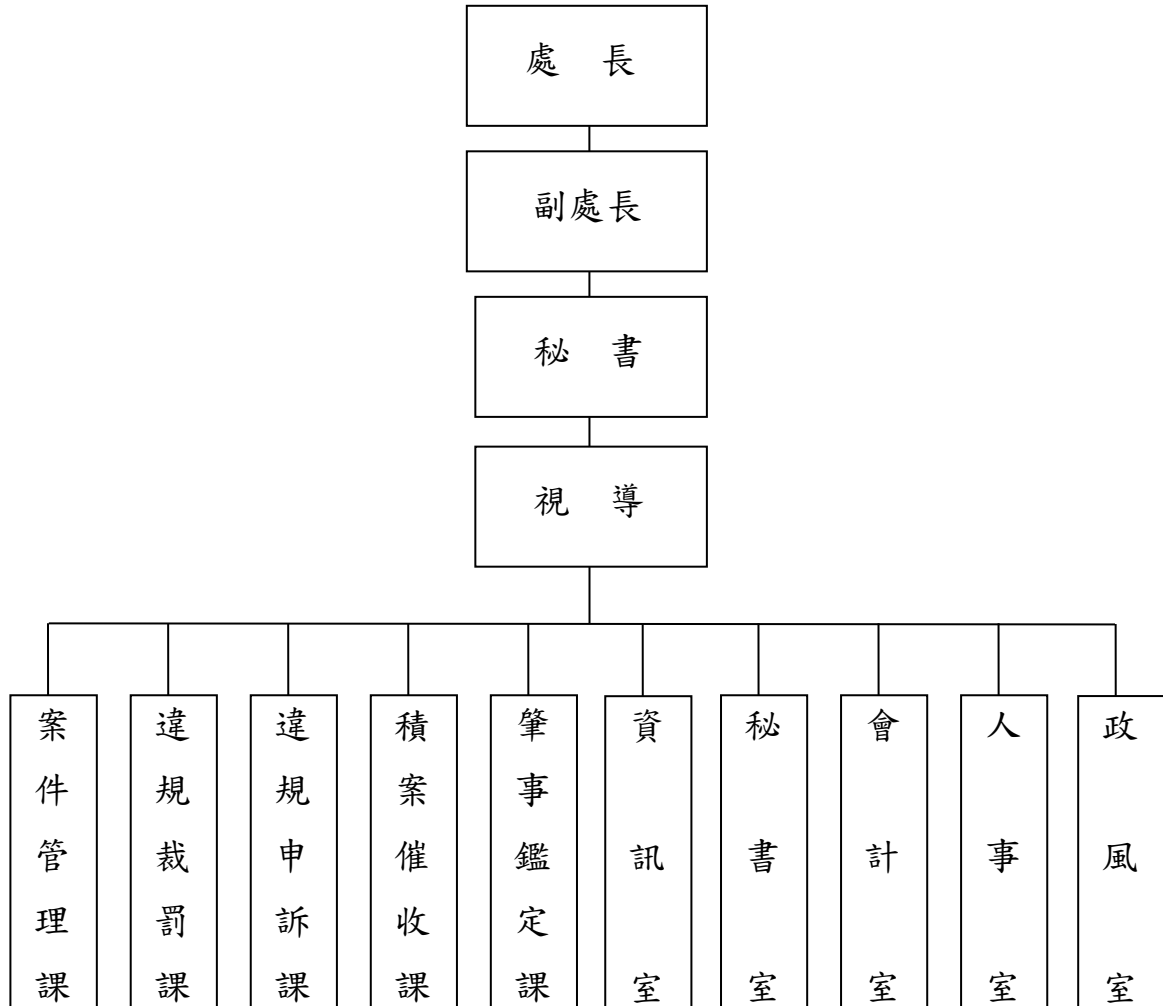 處 長
副處長
秘 書
視 導
案件管理課
違規裁罰課
違規申訴課
積案催收課
肇事鑑定課
資訊室
秘書室
會計室
人事室
政風室